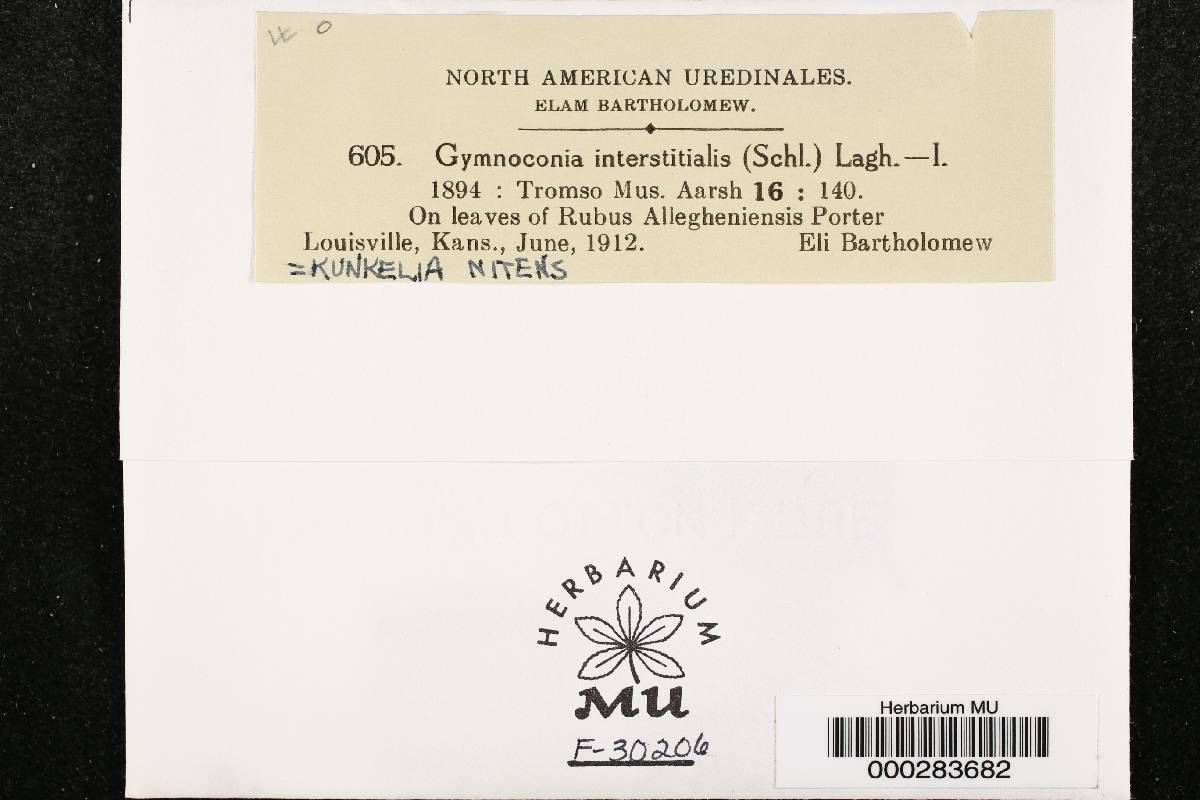 NORTH AMERICAN UREDINALES.
ELAM BARTHOLOMEW.
605. Gymnoconia interstitialis (Schl.) Lagh.—I.
1894 : Tromso Mus. Aarsh 16 : 140.
On leaves of Rubus Allegheniensis Porter
Louisville, Kans., June, 1912. Eli Bartholomew
=KUNKELIA NITENS
HERBARIUM
MU
F-30206
Herbarium MU
000283682